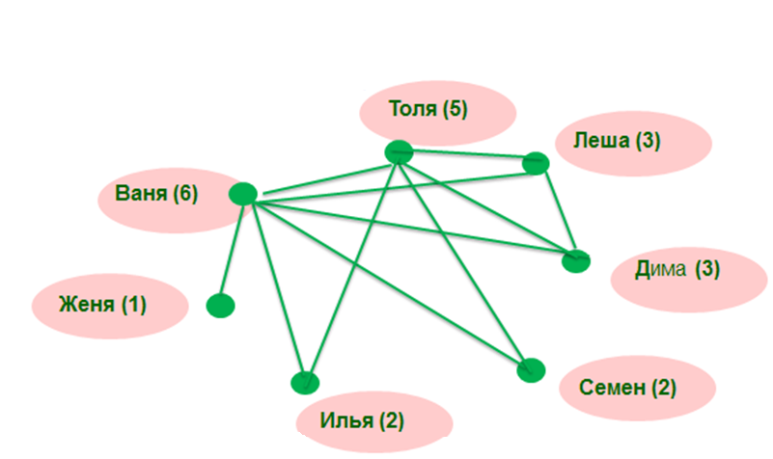 Толя (5)
Леша (3)
Ваня (6)
Дима (3)
Женя (1)
Семен (2)
Илья (2)